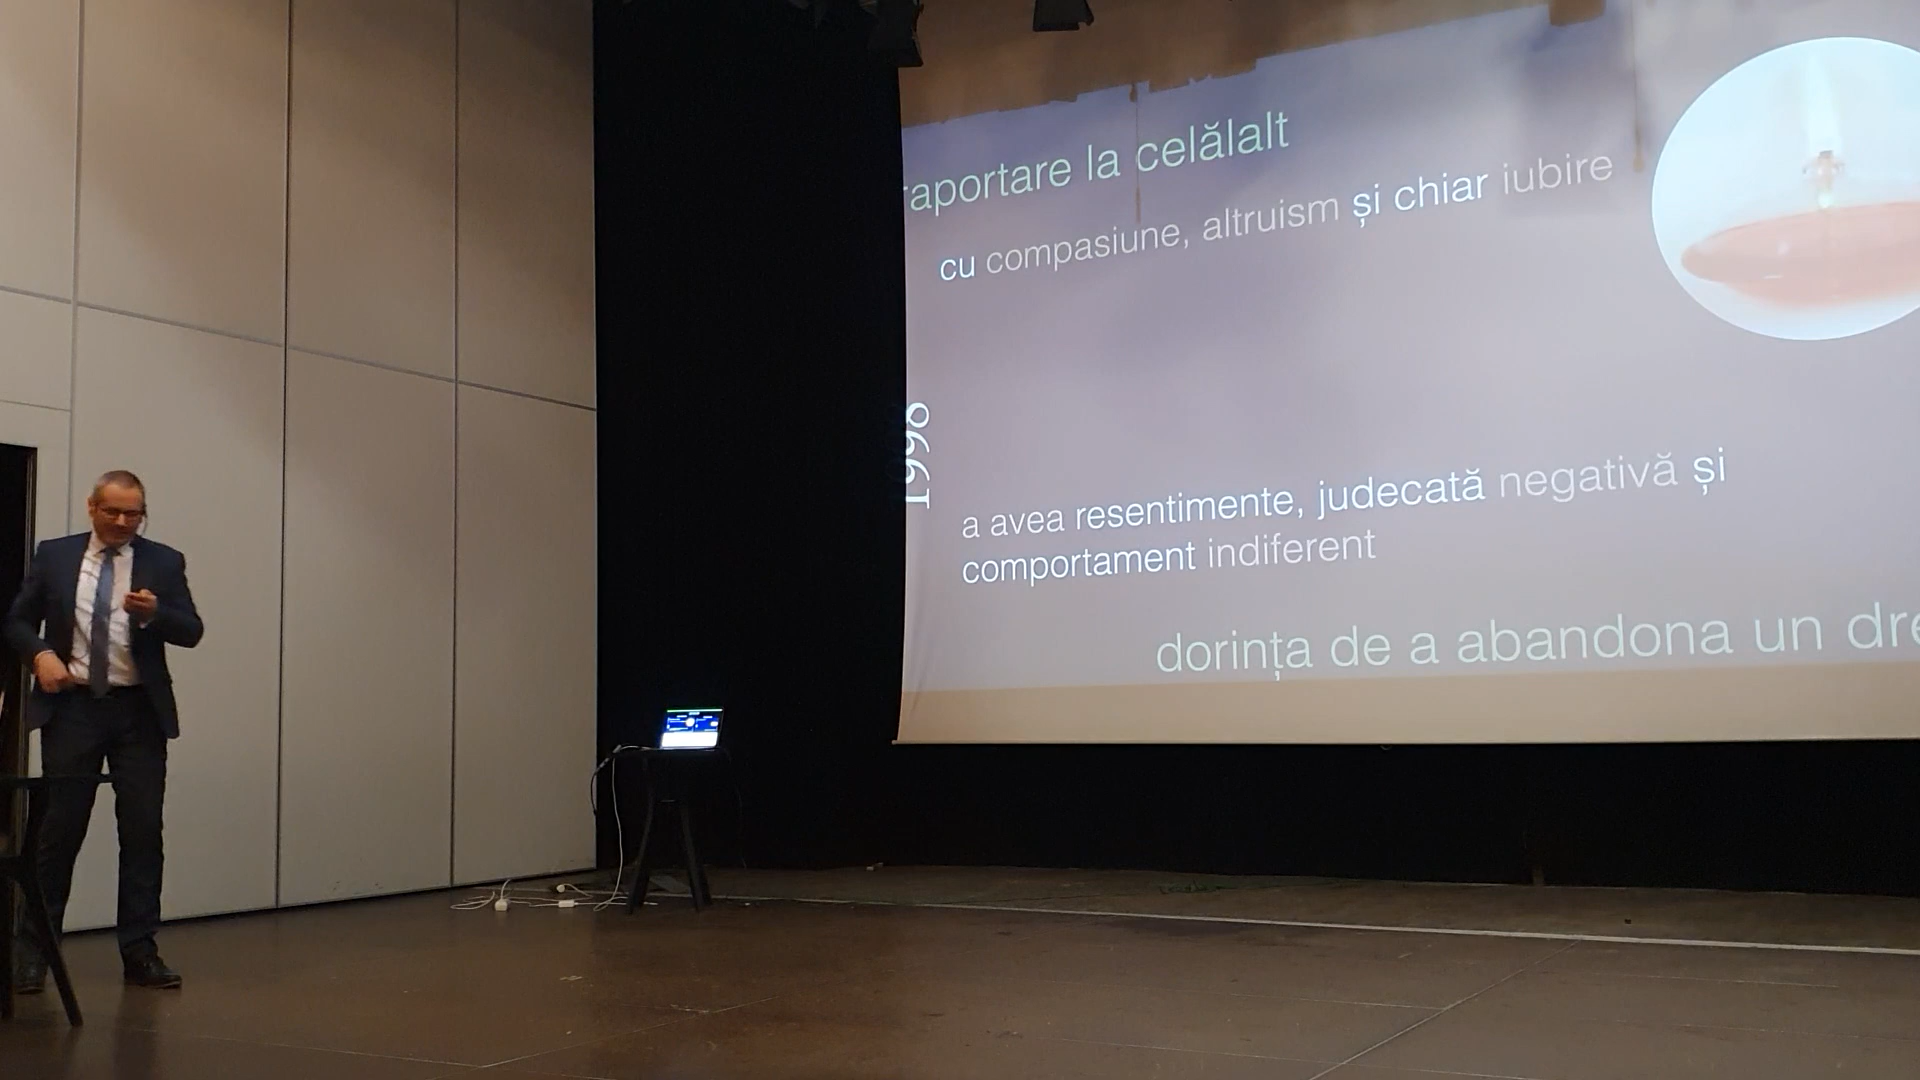 raportare la celălalt
cu compasiune, altruism și chiar iubire
1998
a avea resentimente, judecată negativă și
comportament indiferent
dorința de a abandona un dre